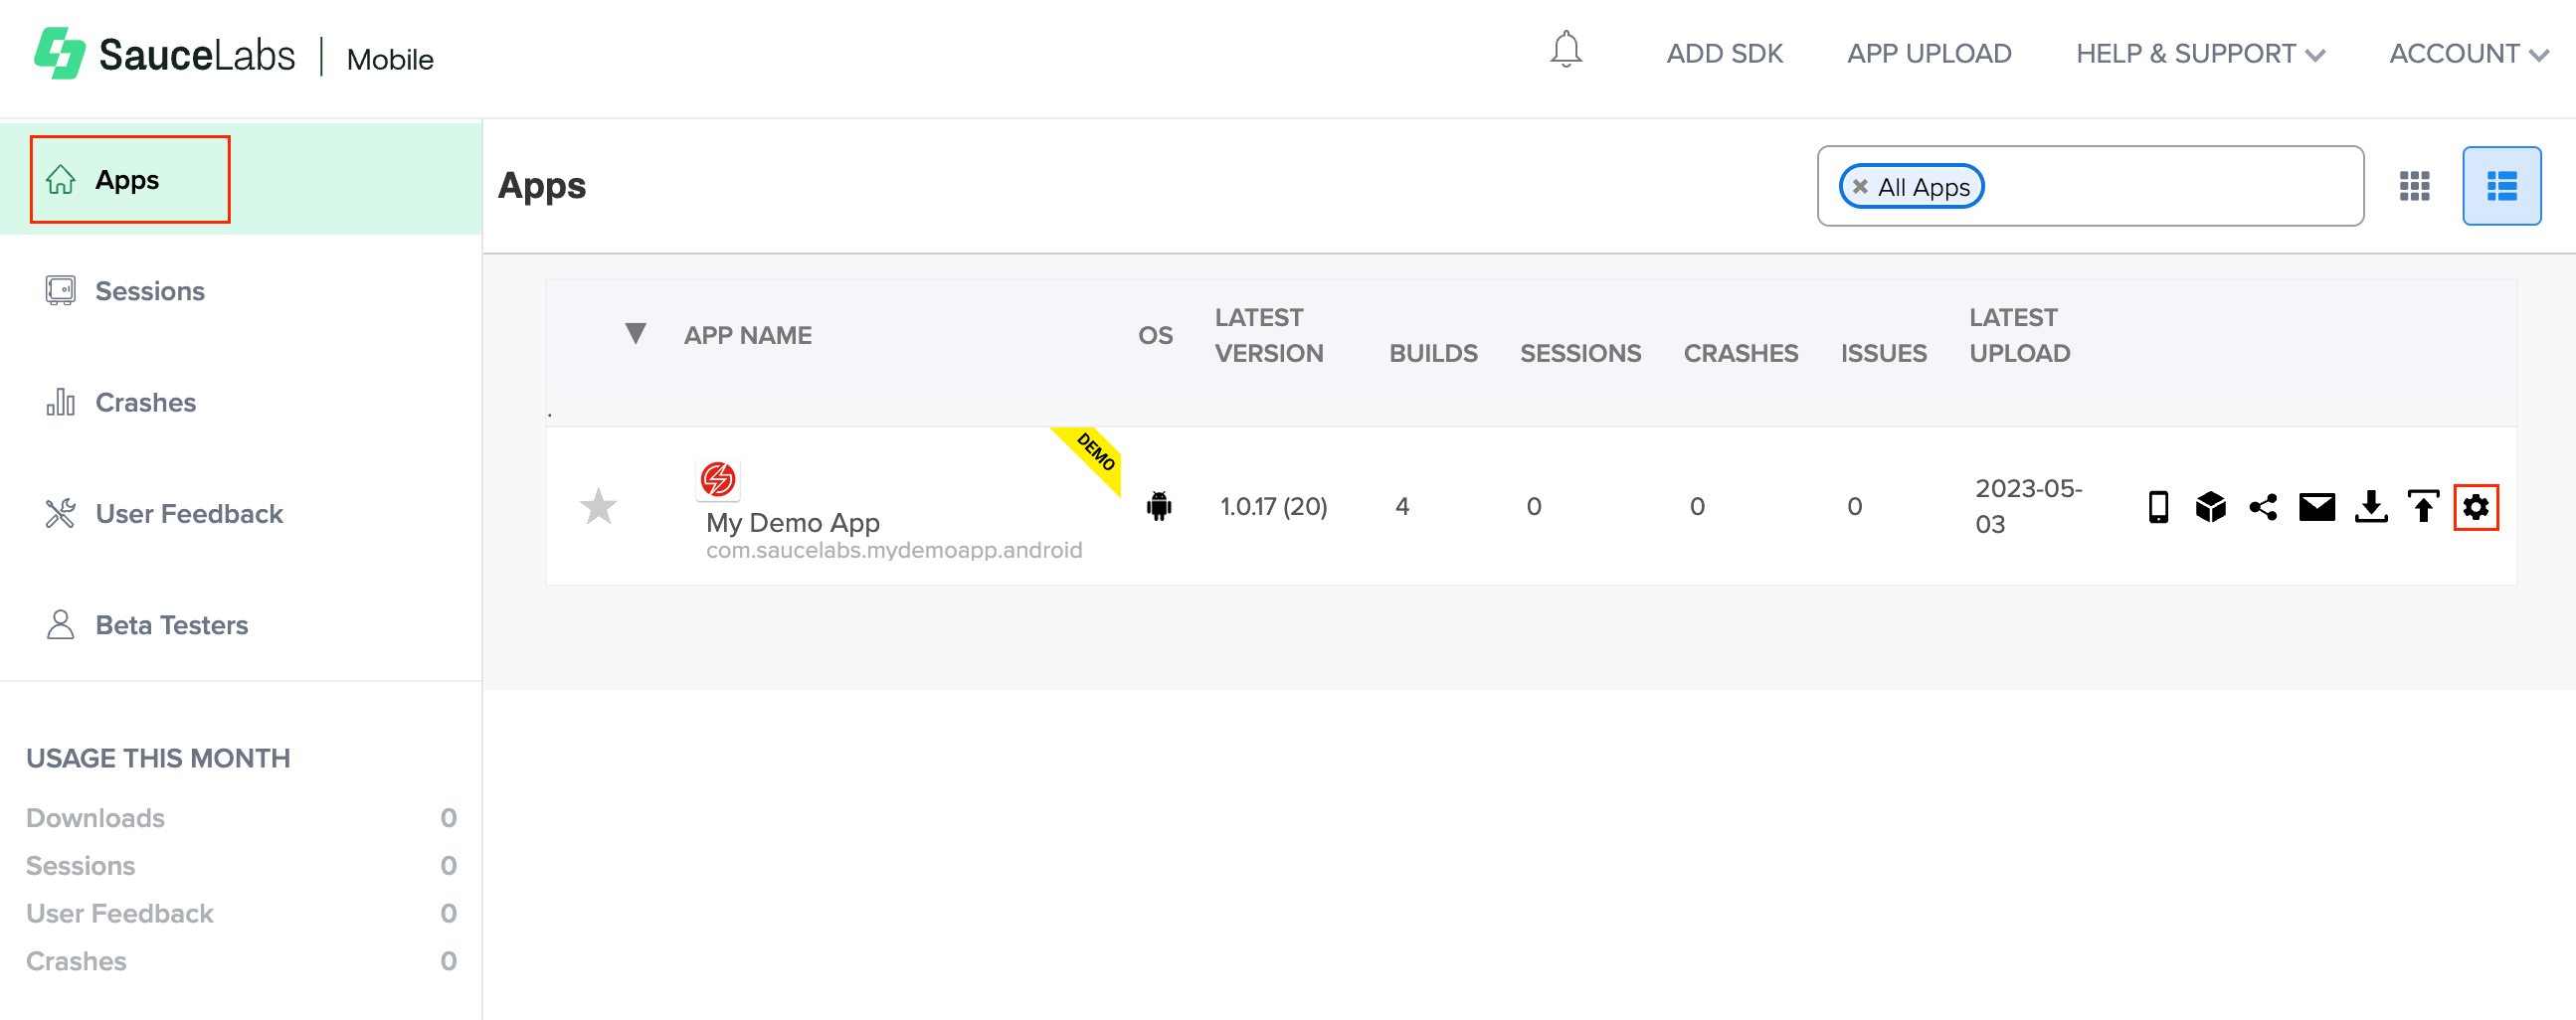 SauceLabs | Mobile
ADD SDK
APP UPLOAD
HELP & SUPPORT
ACCOUNT
Apps
Sessions
Crashes
User Feedback
Beta Testers
USAGE THIS MONTH
Downloads 0
Sessions 0
User Feedback 0
Crashes 0
Apps
All Apps
APP NAME
OS
LATEST
VERSION
BUILDS
SESSIONS
CRASHES
ISSUES
LATEST
UPLOAD
.
DEMO
My Demo App
com.saucelabs.mydemoapp.android
1.0.17 (20)
4
0
0
0
2023-05-
03